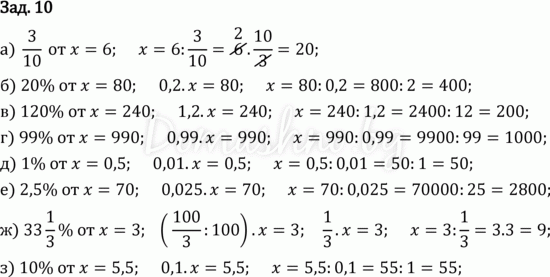 Зад. 10
а) 3/10 от x = 6; x = 6: 3/10 = 2 6 . 10/3 = 20;
б) 20% от x = 80; 0,2. x = 80; x = 80: 0,2 = 800: 2 = 400;
в) 120% от x = 240; 1,2. x = 240; x = 240: 1,2 = 2400: 12 = 200;
г) 99% от x = 990; 0,99. x = 990; x = 990: 0,99 = 9900: 99 = 1000;
д) 1% от x = 0,5; 0,01. x = 0,5; x = 0,5: 0,01 = 50: 1 = 50;
е) 2,5% от x = 70; 0,025. x = 70; x = 70: 0,025 = 70000: 25 = 2800;
ж) 33 1/3 % от x = 3; (100/3 : 100). x = 3; 1/3 . x = 3; x = 3: 1/3 = 3.3 = 9;
з) 10% от x = 5,5; 0,1. x = 5,5; x = 5,5: 0,1 = 55: 1 = 55;